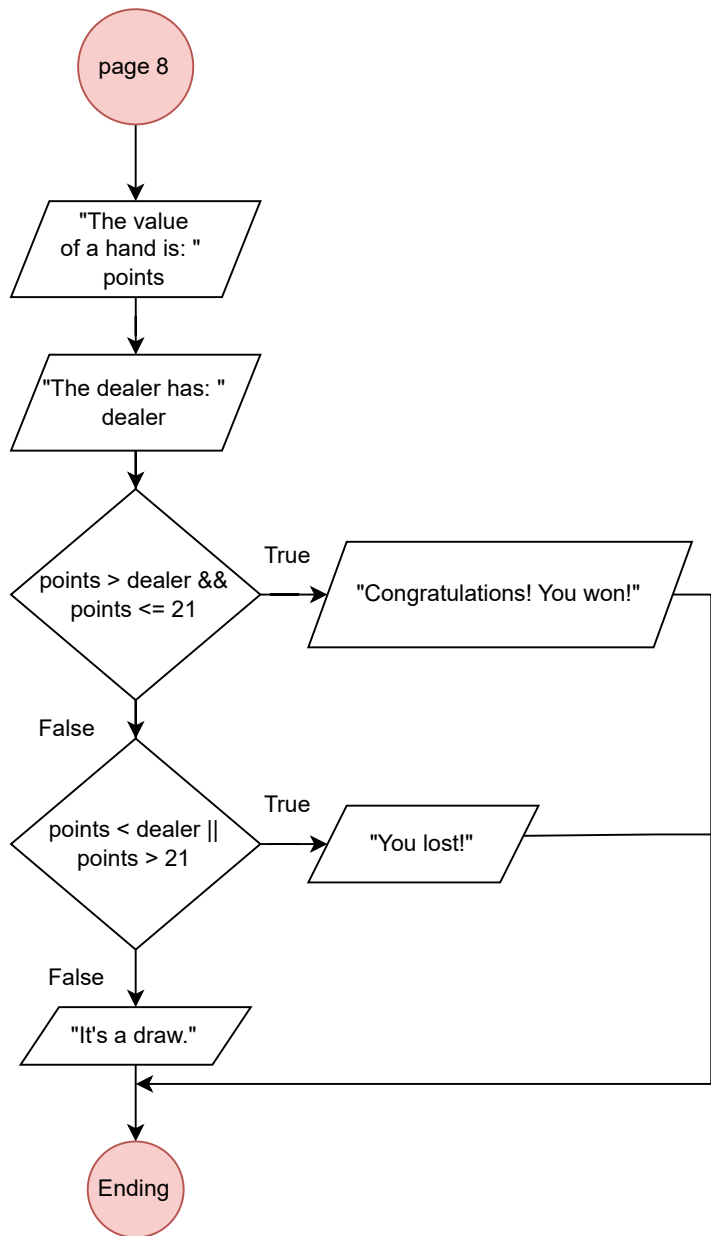 page 8
"The value
of a hand is: "
points
"The dealer has: "
dealer
points > dealer &&
points <= 21
True
"Congratulations! You won!"
False
points < dealer ||
points > 21
True
"You lost!"
False
"It's a draw."
Ending